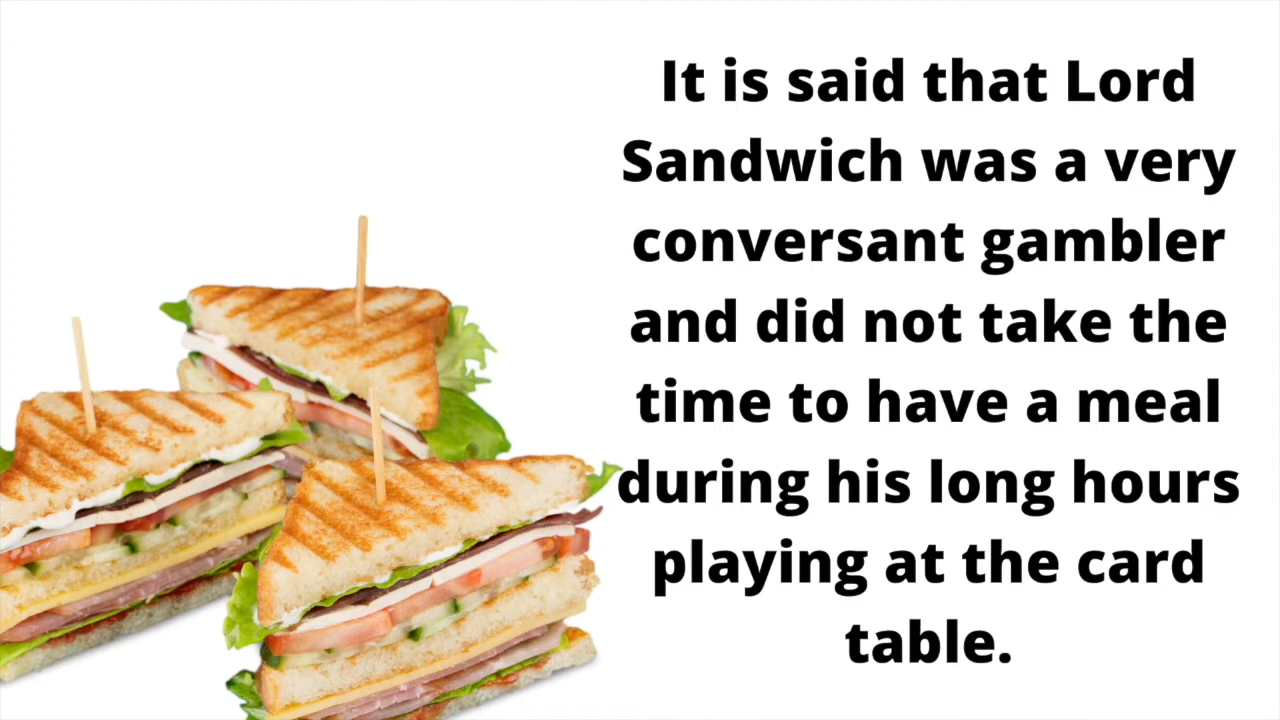 It is said that Lord
Sandwich was a very
conversant gambler
and did not take the
time to have a meal
during his long hours
playing at the card
table.